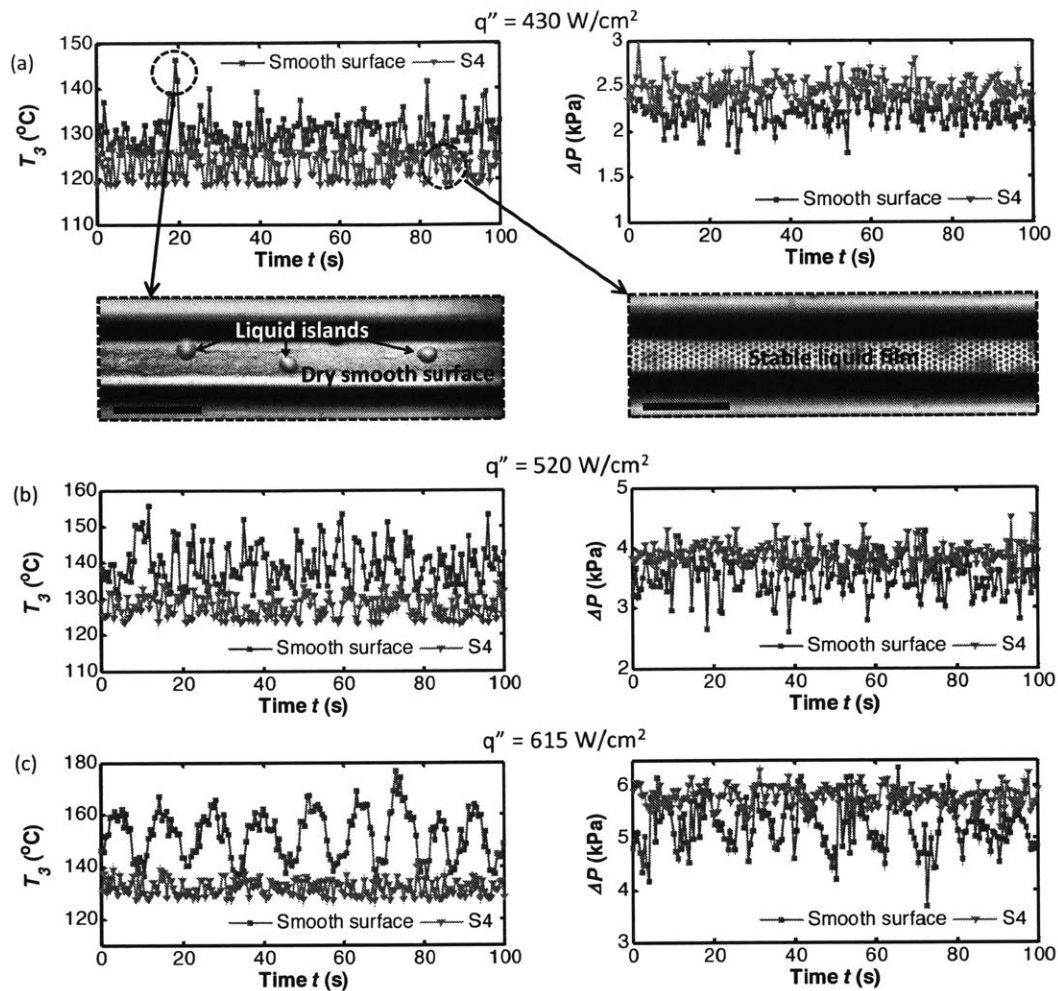 q″ = 430 W/cm²
(a)
150
140
130
120
110
T₃ (°C)
Smooth surface
S4
0
20
40
60
80
100
Time t (s)
3
2.5
2
1.5
1
ΔP (kPa)
Smooth surface
S4
0
20
40
60
80
100
Time t (s)
Liquid islands
Dry smooth surface
Stable liquid film
q″ = 520 W/cm²
(b)
160
150
140
130
120
110
T₃ (°C)
Smooth surface
S4
0
20
40
60
80
100
Time t (s)
5
4
3
2
ΔP (kPa)
Smooth surface
S4
0
20
40
60
80
100
Time t (s)
q″ = 615 W/cm²
(c)
180
160
140
120
T₃ (°C)
Smooth surface
S4
0
20
40
60
80
100
Time t (s)
6
5
4
3
ΔP (kPa)
Smooth surface
S4
0
20
40
60
80
100
Time t (s)